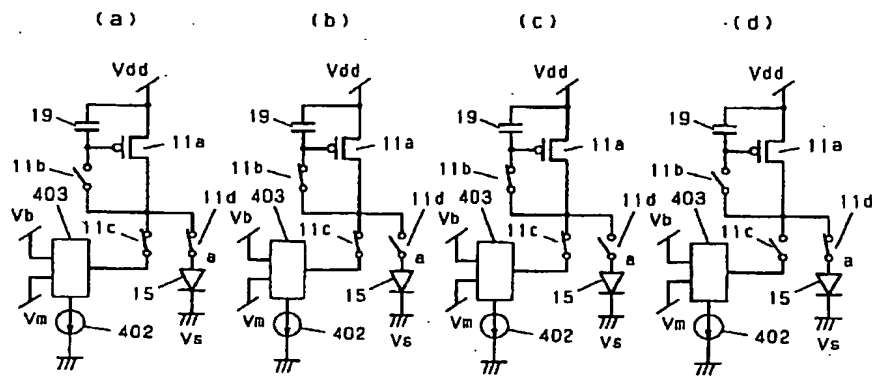 (a) (b) (c) (d)
Vdd Vdd Vdd Vdd
19 19 19 19
11a 11a 11a 11a
11b 11b 11b 11b
403 11d 403 11d 403 11d 403 11d
Vb 11c Vb 11c Vb 11c Vb 11c
a a a a
15 15 15 15
Vm 402 Vm 402 Vm 402 Vm 402
Vs Vs Vs Vs